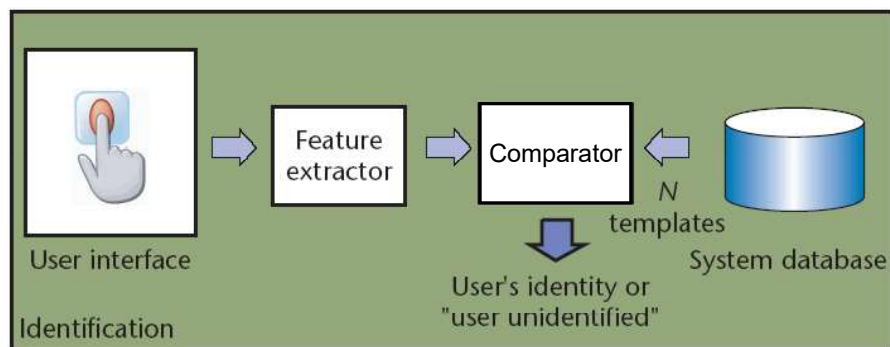 Feature
extractor
Comparator
N
templates
User interface
System database
User's identity or
"user unidentified"
Identification